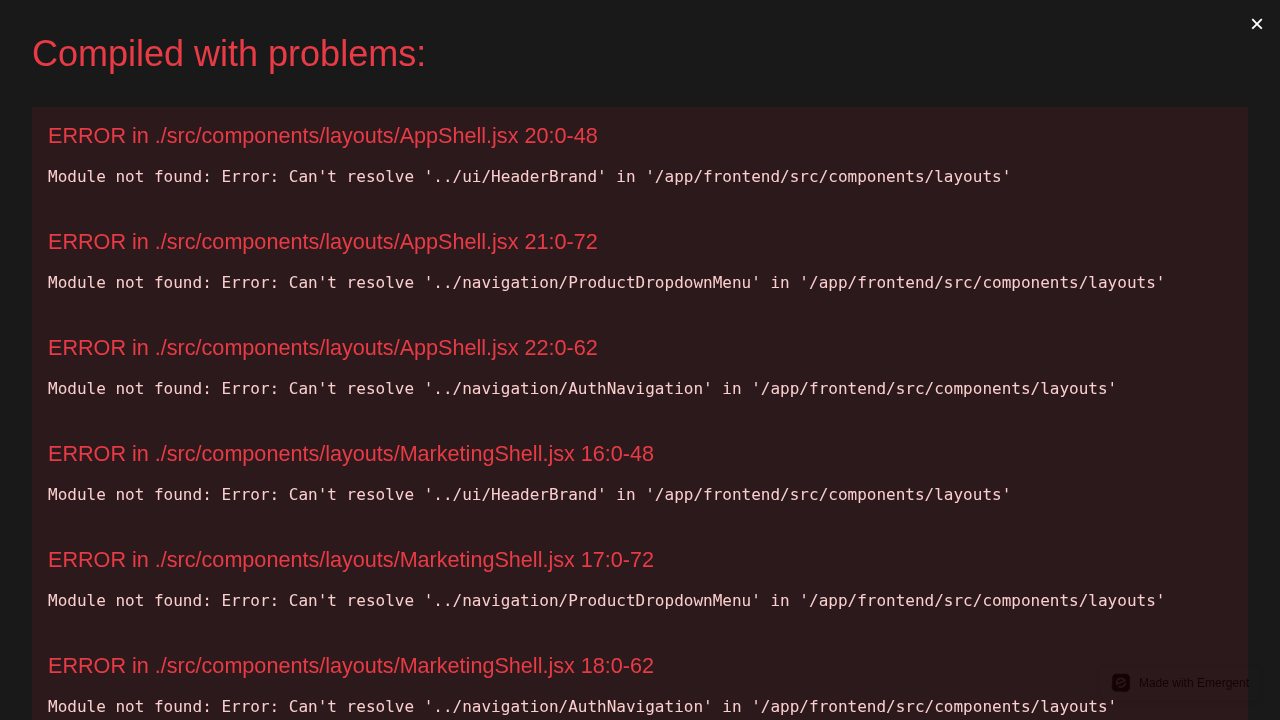 ×
Compiled with problems:
ERROR in ./src/components/layouts/AppShell.jsx 20:0-48
Module not found: Error: Can't resolve '../ui/HeaderBrand' in '/app/frontend/src/components/layouts'
ERROR in ./src/components/layouts/AppShell.jsx 21:0-72
Module not found: Error: Can't resolve '../navigation/ProductDropdownMenu' in '/app/frontend/src/components/layouts'
ERROR in ./src/components/layouts/AppShell.jsx 22:0-62
Module not found: Error: Can't resolve '../navigation/AuthNavigation' in '/app/frontend/src/components/layouts'
ERROR in ./src/components/layouts/MarketingShell.jsx 16:0-48
Module not found: Error: Can't resolve '../ui/HeaderBrand' in '/app/frontend/src/components/layouts'
ERROR in ./src/components/layouts/MarketingShell.jsx 17:0-72
Module not found: Error: Can't resolve '../navigation/ProductDropdownMenu' in '/app/frontend/src/components/layouts'
ERROR in ./src/components/layouts/MarketingShell.jsx 18:0-62
Made with Emergent
Module not found: Error: Can't resolve '../navigation/AuthNavigation' in '/app/frontend/src/components/layouts'